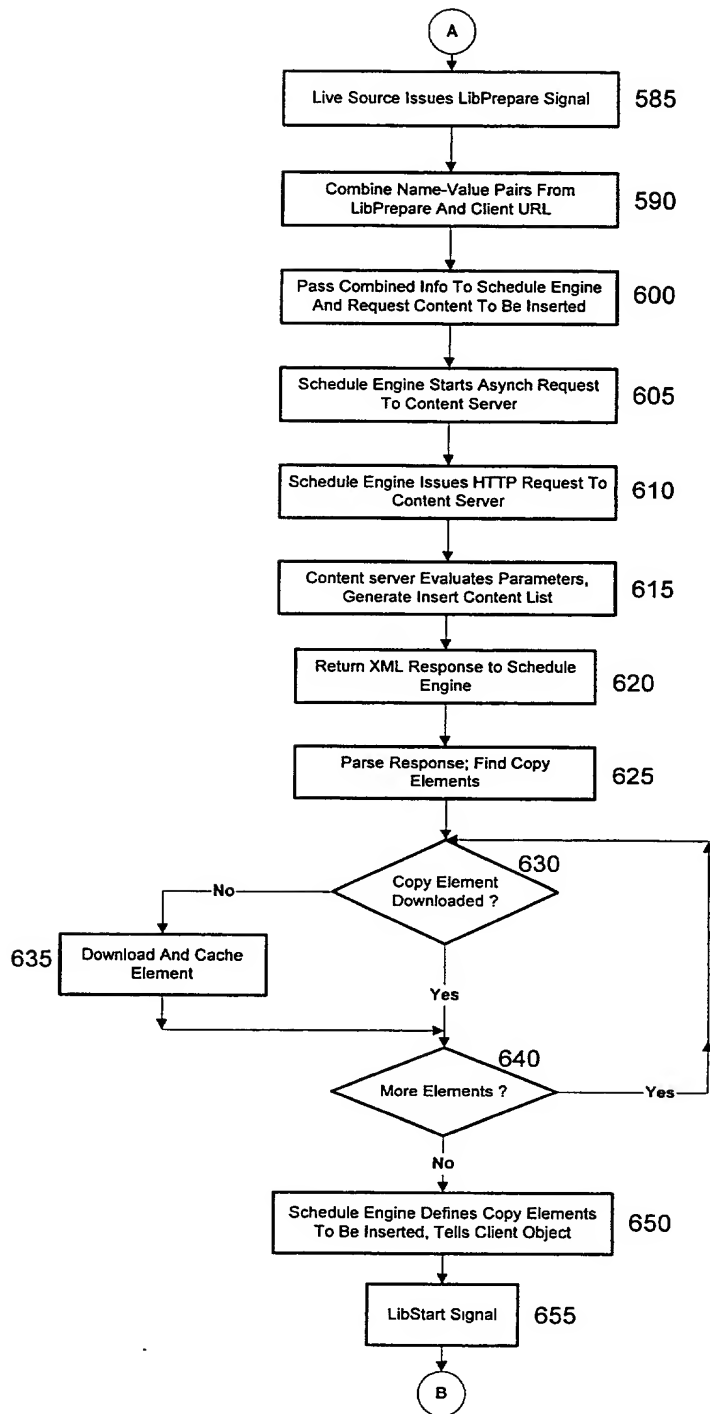 A
Live Source Issues LibPrepare Signal
585
Combine Name-Value Pairs From
LibPrepare And Client URL
590
Pass Combined Info To Schedule Engine
And Request Content To Be Inserted
600
Schedule Engine Starts Asynch Request
To Content Server
605
Schedule Engine Issues HTTP Request To
Content Server
610
Content server Evaluates Parameters,
Generate Insert Content List
615
Return XML Response to Schedule
Engine
620
Parse Response; Find Copy
Elements
625
630
Copy Element
Downloaded ?
No
635
Download And Cache
Element
Yes
640
More Elements ?
Yes
No
Schedule Engine Defines Copy Elements
To Be Inserted, Tells Client Object
650
LibStart Signal
655
B